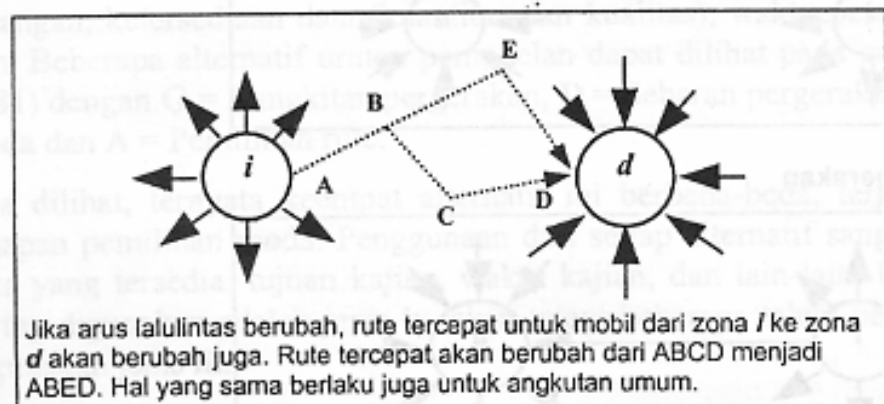 E
B
i
d
A
D
C
Jika arus lalulintas berubah, rute tercepat untuk mobil dari zona i ke zona
d akan berubah juga. Rute tercepat akan berubah dari ABCD menjadi
ABED. Hal yang sama berlaku juga untuk angkutan umum.